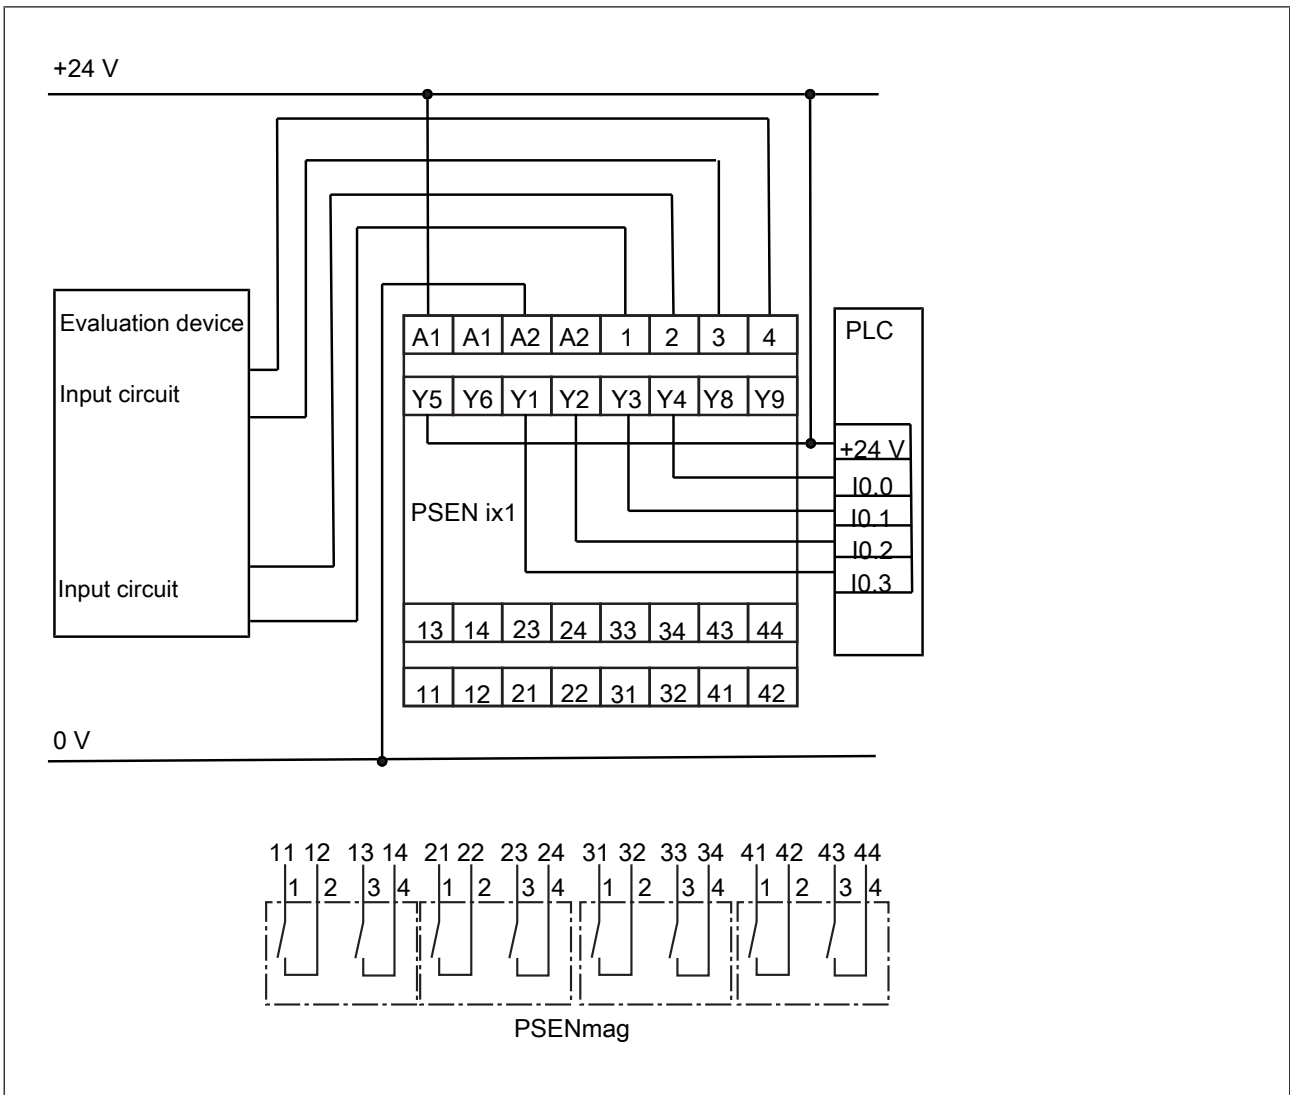 +24 V
Evaluation device
Input circuit
Input circuit
A1 A1 A2 A2 1 2 3 4
Y5 Y6 Y1 Y2 Y3 Y4 Y8 Y9
PSEN ix1
13 14 23 24 33 34 43 44
11 12 21 22 31 32 41 42
PLC
+24 V
I0.0
I0.1
I0.2
I0.3
0 V
11 12 13 14 21 22 23 24 31 32 33 34 41 42 43 44
1 2 3 4 1 2 3 4 1 2 3 4 1 2 3 4
PSENmag